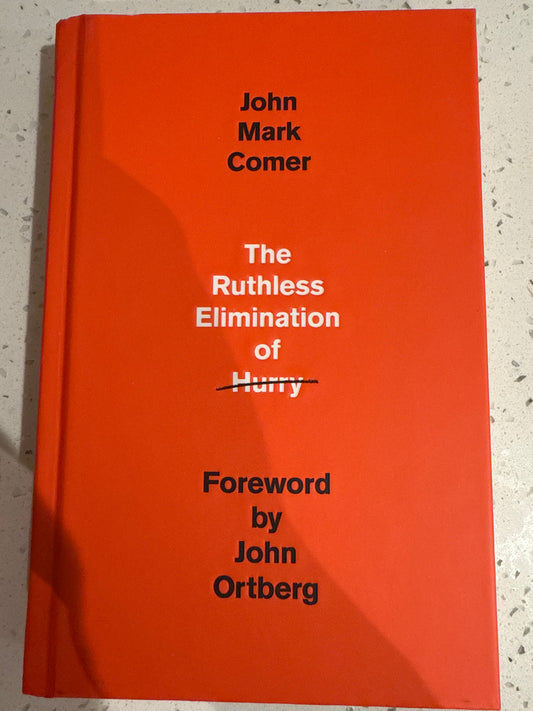 John
Mark
Comer
The
Ruthless
Elimination
of
Hurry
Foreword
by
John
Ortberg